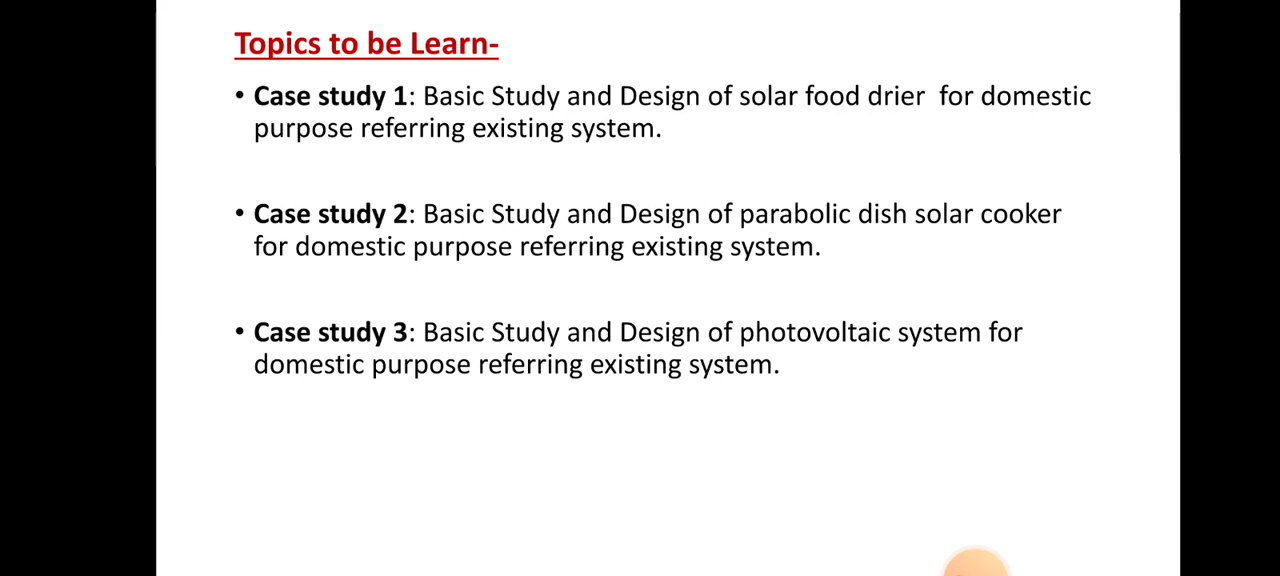 Topics to be Learn-
• Case study 1: Basic Study and Design of solar food drier  for domestic
purpose referring existing system.
• Case study 2: Basic Study and Design of parabolic dish solar cooker
for domestic purpose referring existing system.
• Case study 3: Basic Study and Design of photovoltaic system for
domestic purpose referring existing system.